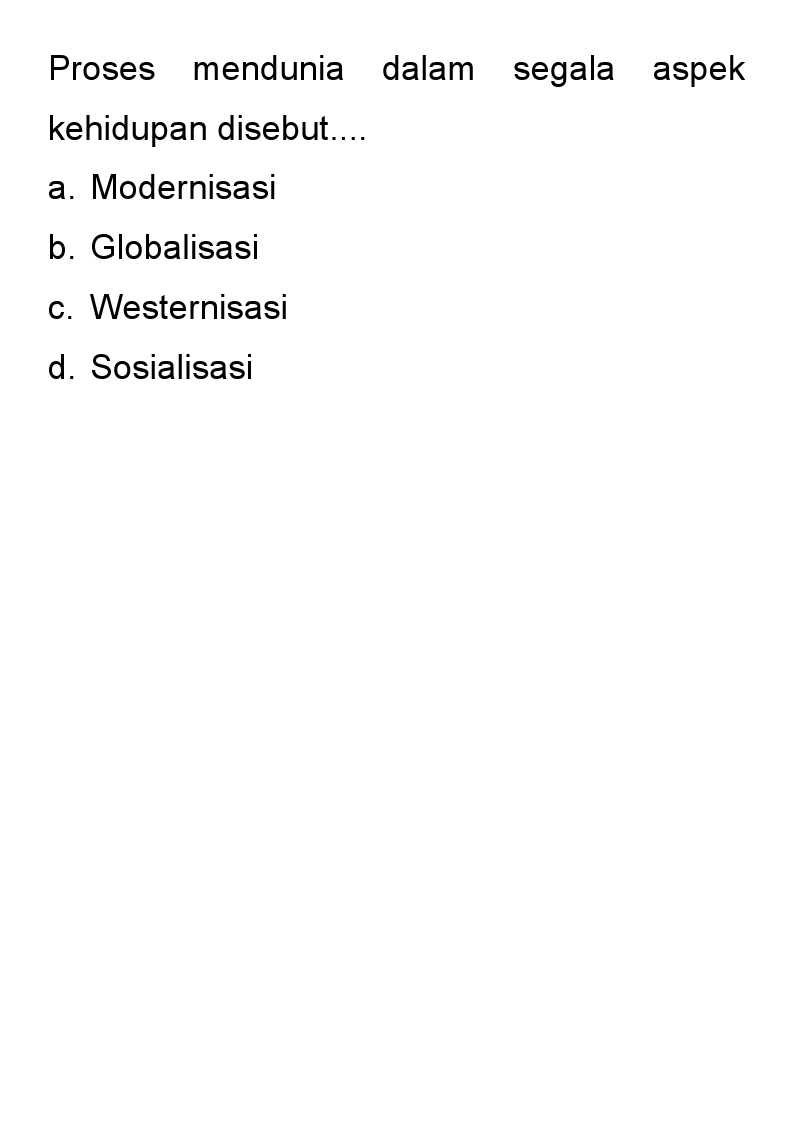 Proses mendunia dalam segala aspek
kehidupan disebut....
a. Modernisasi
b. Globalisasi
c. Westernisasi
d. Sosialisasi